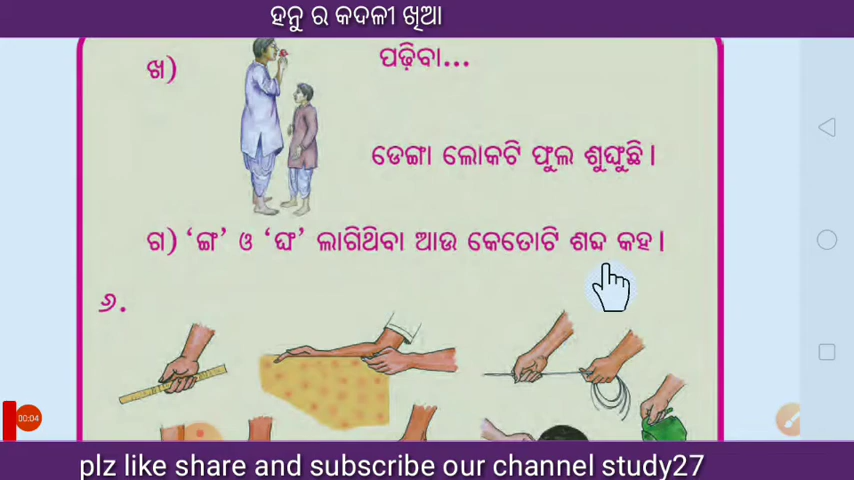 ହନୁ ର କଦଳୀ ଖିଆ
ଖ)
ପଢ଼ିବା...
ଡେଙ୍ଗା ଲୋକଟି ଫୁଲ ଶୁଙ୍ଘୁଛି।
ଗ) ‘ଙ୍ଗ’ ଓ ‘ଙ୍ଘ’ ଲାଗିଥିବା ଆଉ କେତୋଟି ଶବ୍ଦ କହ।
୬.
00:04
plz like share and subscribe our channel study27